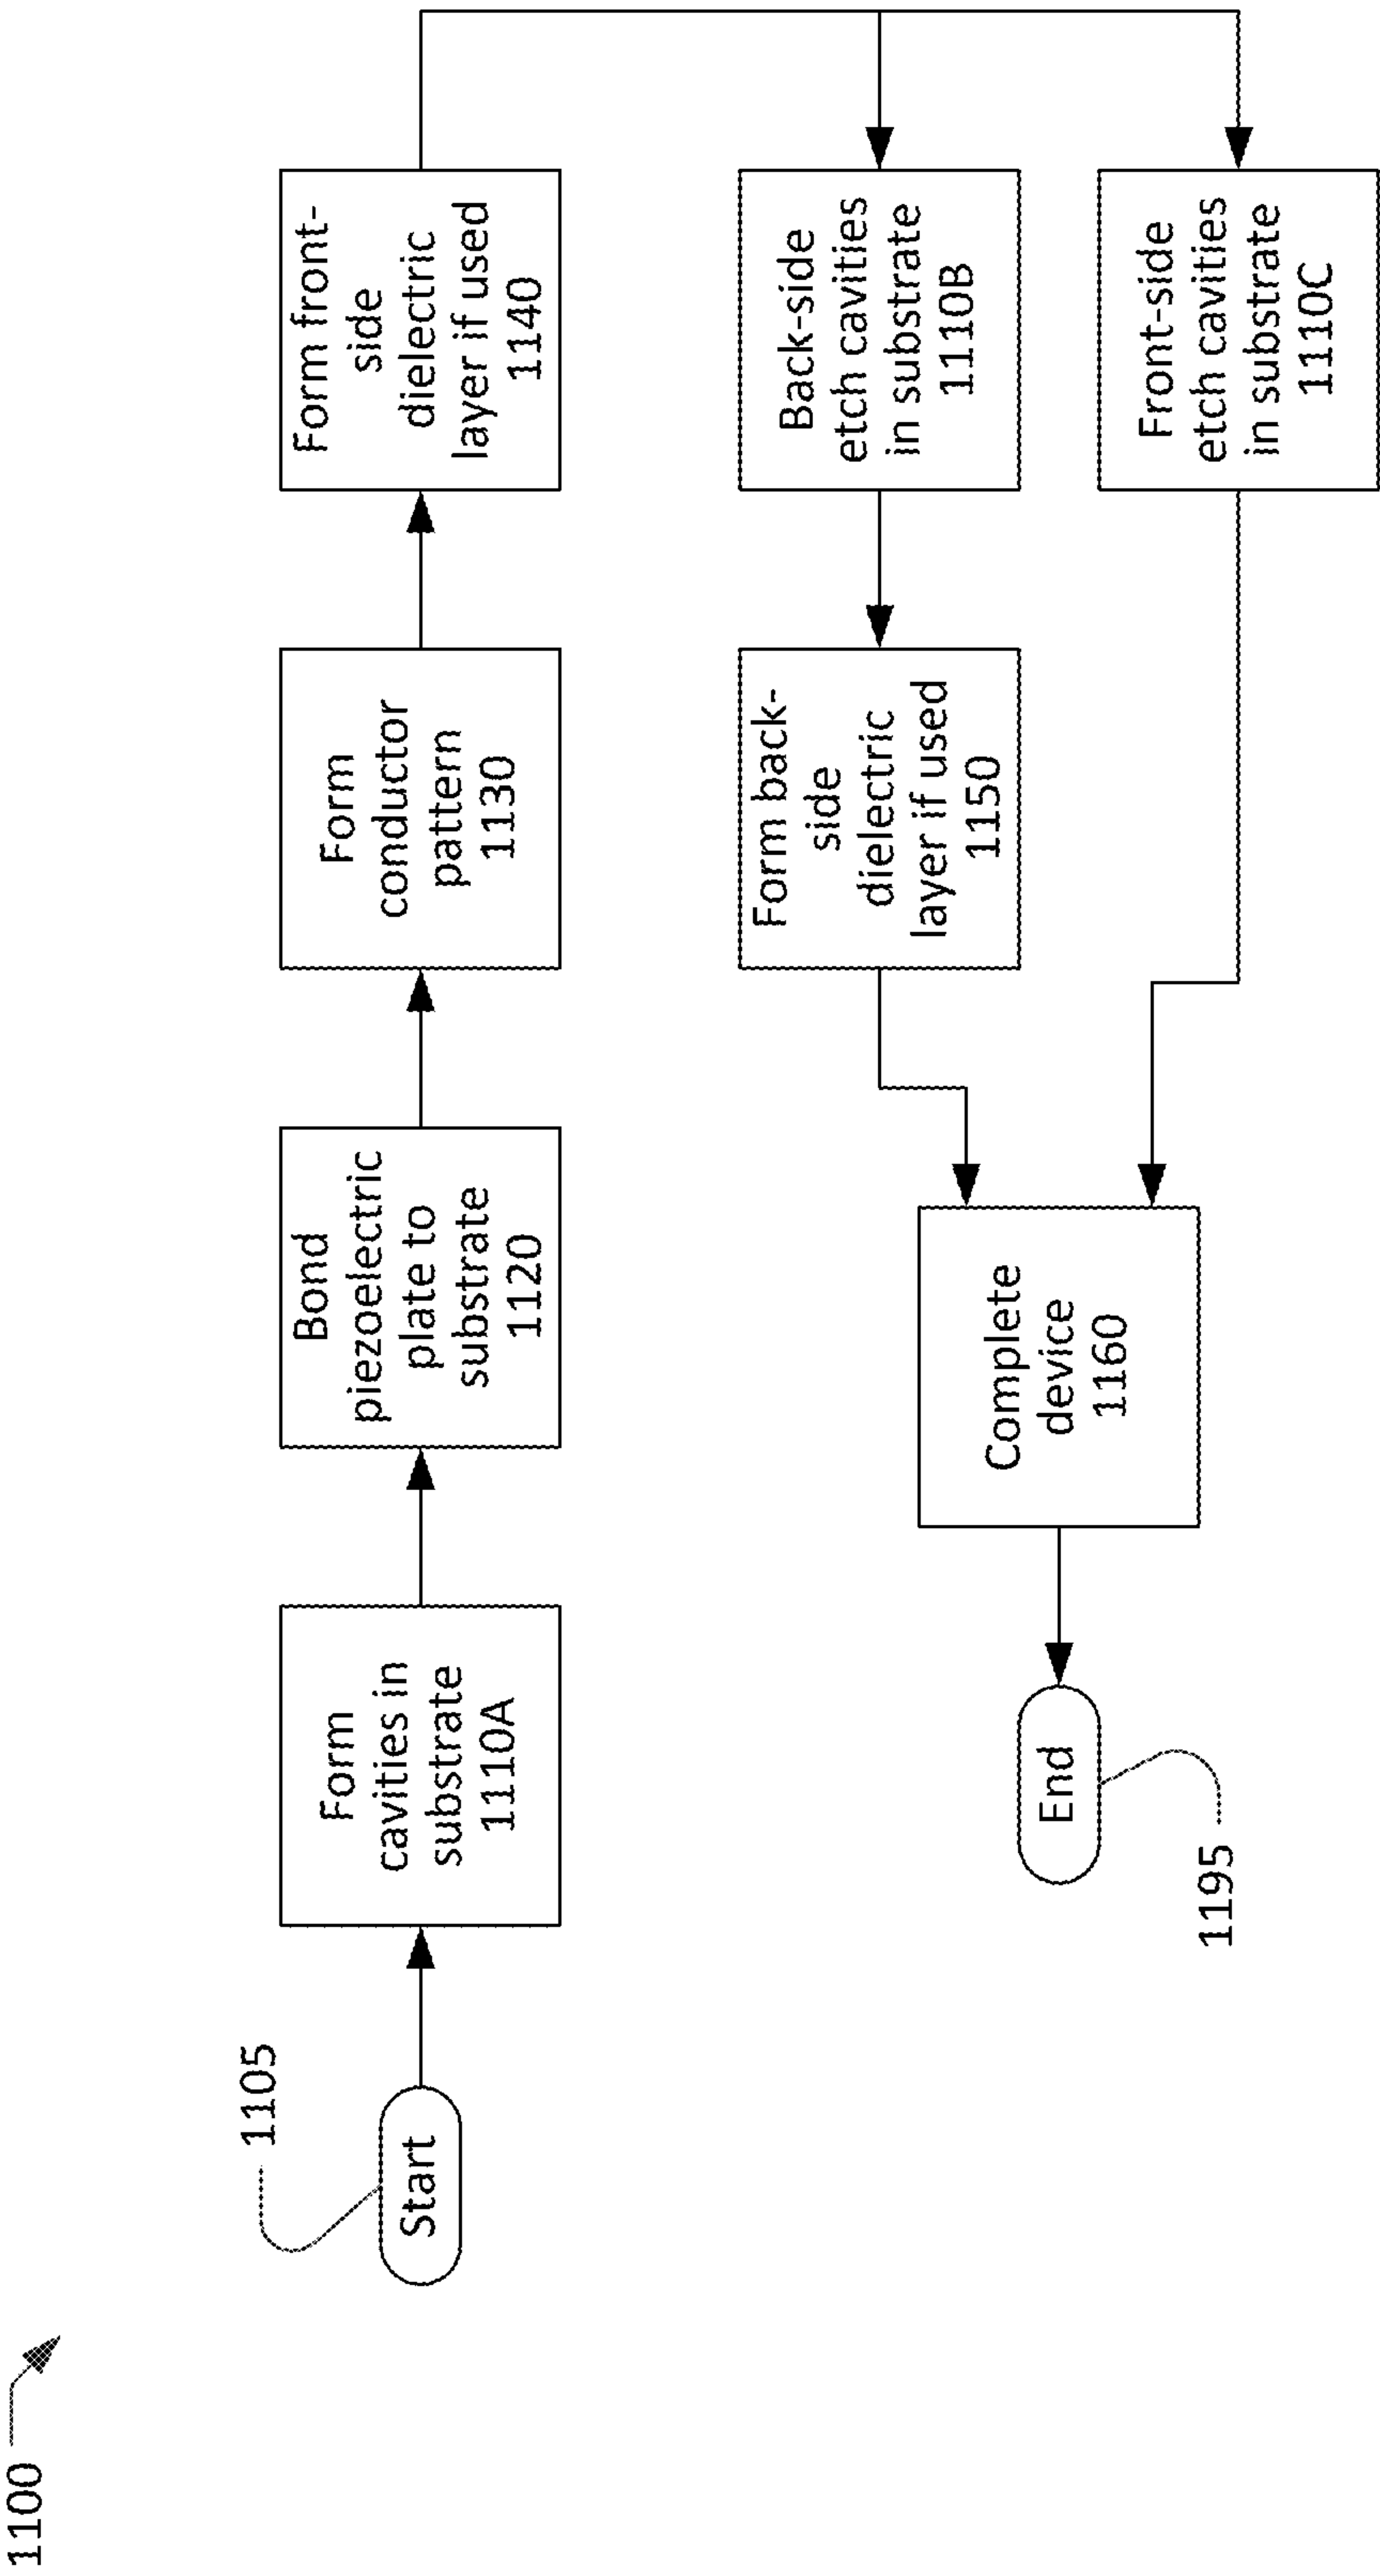 1100
1105
Start
Form
cavities in
substrate
1110A
Bond
piezoelectric
plate to
substrate
1120
Form
conductor
pattern
1130
Form front-
side
dielectric
layer if used
1140
Back-side
etch cavities
in substrate
1110B
Form back-
side
dielectric
layer if used
1150
Front-side
etch cavities
in substrate
1110C
Complete
device
1160
End
1195